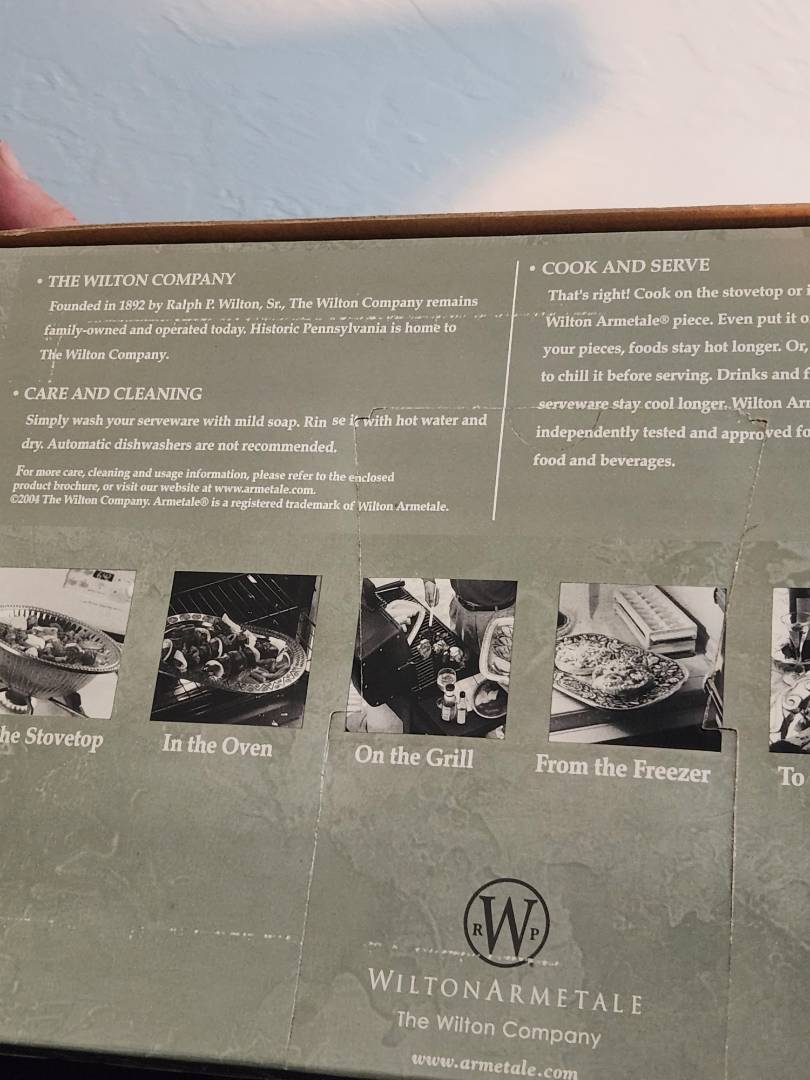 • THE WILTON COMPANY
Founded in 1892 by Ralph P. Wilton, Sr., The Wilton Company remains
family-owned and operated today. Historic Pennsylvania is home to
The Wilton Company.
• CARE AND CLEANING
Simply wash your serveware with mild soap. Rin se it with hot water and
dry. Automatic dishwashers are not recommended.
For more care, cleaning and usage information, please refer to the enclosed
product brochure, or visit our website at www.armetale.com.
©2004 The Wilton Company. Armetale® is a registered trademark of Wilton Armetale.
• COOK AND SERVE
That's right! Cook on the stovetop or
Wilton Armetale® piece. Even put it
your pieces, foods stay hot longer. Or,
to chill it before serving. Drinks and
serveware stay cool longer. Wilton
independently tested and approved
food and beverages.
Stovetop
In the Oven
On the Grill
From the Freezer
To
R W P
WILTONARMETALE
The Wilton Company
www.armetale.com